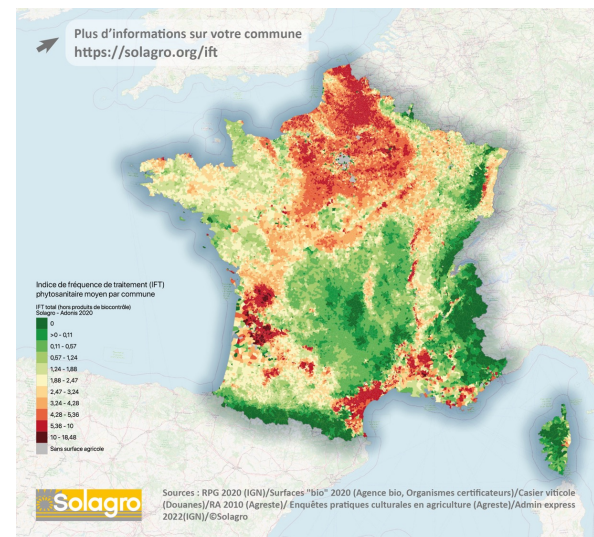 Plus d'informations sur votre commune
https://solagro.org/ift
Indice de fréquence de traitement (IFT)
phytosanitaire moyen par commune
IFT total (hors produits de biocontrôle)
Solagro - Adonis 2020
0
>0 - 0,11
0,11 - 0,57
0,57 - 1,24
1,24 - 1,88
1,88 - 2,47
2,47 - 3,24
3,24 - 4,28
4,28 - 5,36
5,36 - 10
10 - 18,48
Sans surface agricole
Solagro
Sources : RPG 2020 (IGN)/Surfaces "bio" 2020 (Agence bio, Organismes certificateurs)/Casier viticole
(Douanes)/RA 2010 (Agreste)/ Enquêtes pratiques culturales en agriculture (Agreste)/Admin express
2022(IGN)/©Solagro